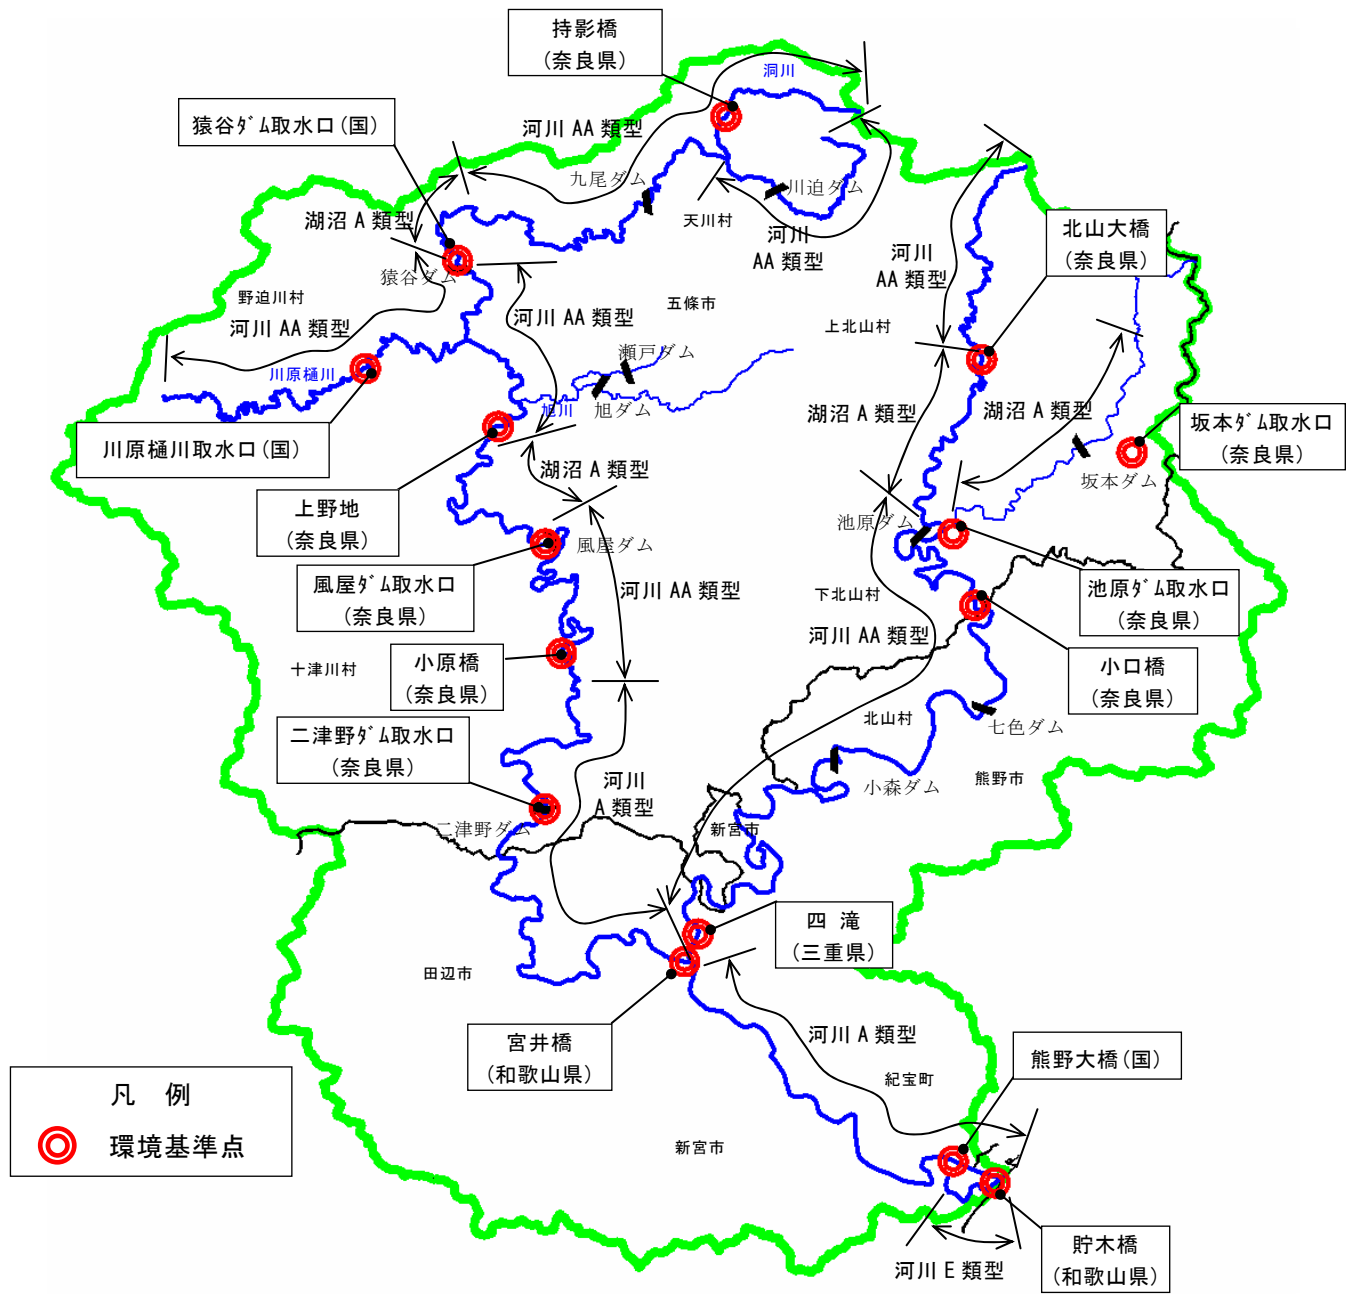 持影橋
(奈良県)
洞川
猿谷ﾀﾞﾑ取水口(国)
河川 AA 類型
九尾ダム
川迫ダム
天川村
河川
AA 類型
湖沼 A 類型
猿谷ダム
野迫川村
河川 AA 類型
河川 AA 類型
五條市
瀬戸ダム
旭ダム
旭川
川原樋川
川原樋川取水口(国)
湖沼 A 類型
上野地
(奈良県)
風屋ダム
風屋ﾀﾞﾑ取水口
(奈良県)
河川 AA 類型
十津川村
小原橋
(奈良県)
二津野ﾀﾞﾑ取水口
(奈良県)
河川
A 類型
二津野ダム
北山大橋
(奈良県)
河川
AA 類型
上北山村
湖沼 A 類型
湖沼 A 類型
坂本ﾀﾞﾑ取水口
(奈良県)
坂本ダム
池原ダム
池原ﾀﾞﾑ取水口
(奈良県)
下北山村
河川 AA 類型
小口橋
(奈良県)
北山村
七色ダム
小森ダム
熊野市
新宮市
四滝
(三重県)
田辺市
宮井橋
(和歌山県)
河川 A 類型
紀宝町
熊野大橋(国)
新宮市
貯木橋
(和歌山県)
河川 E 類型
凡 例
環境基準点